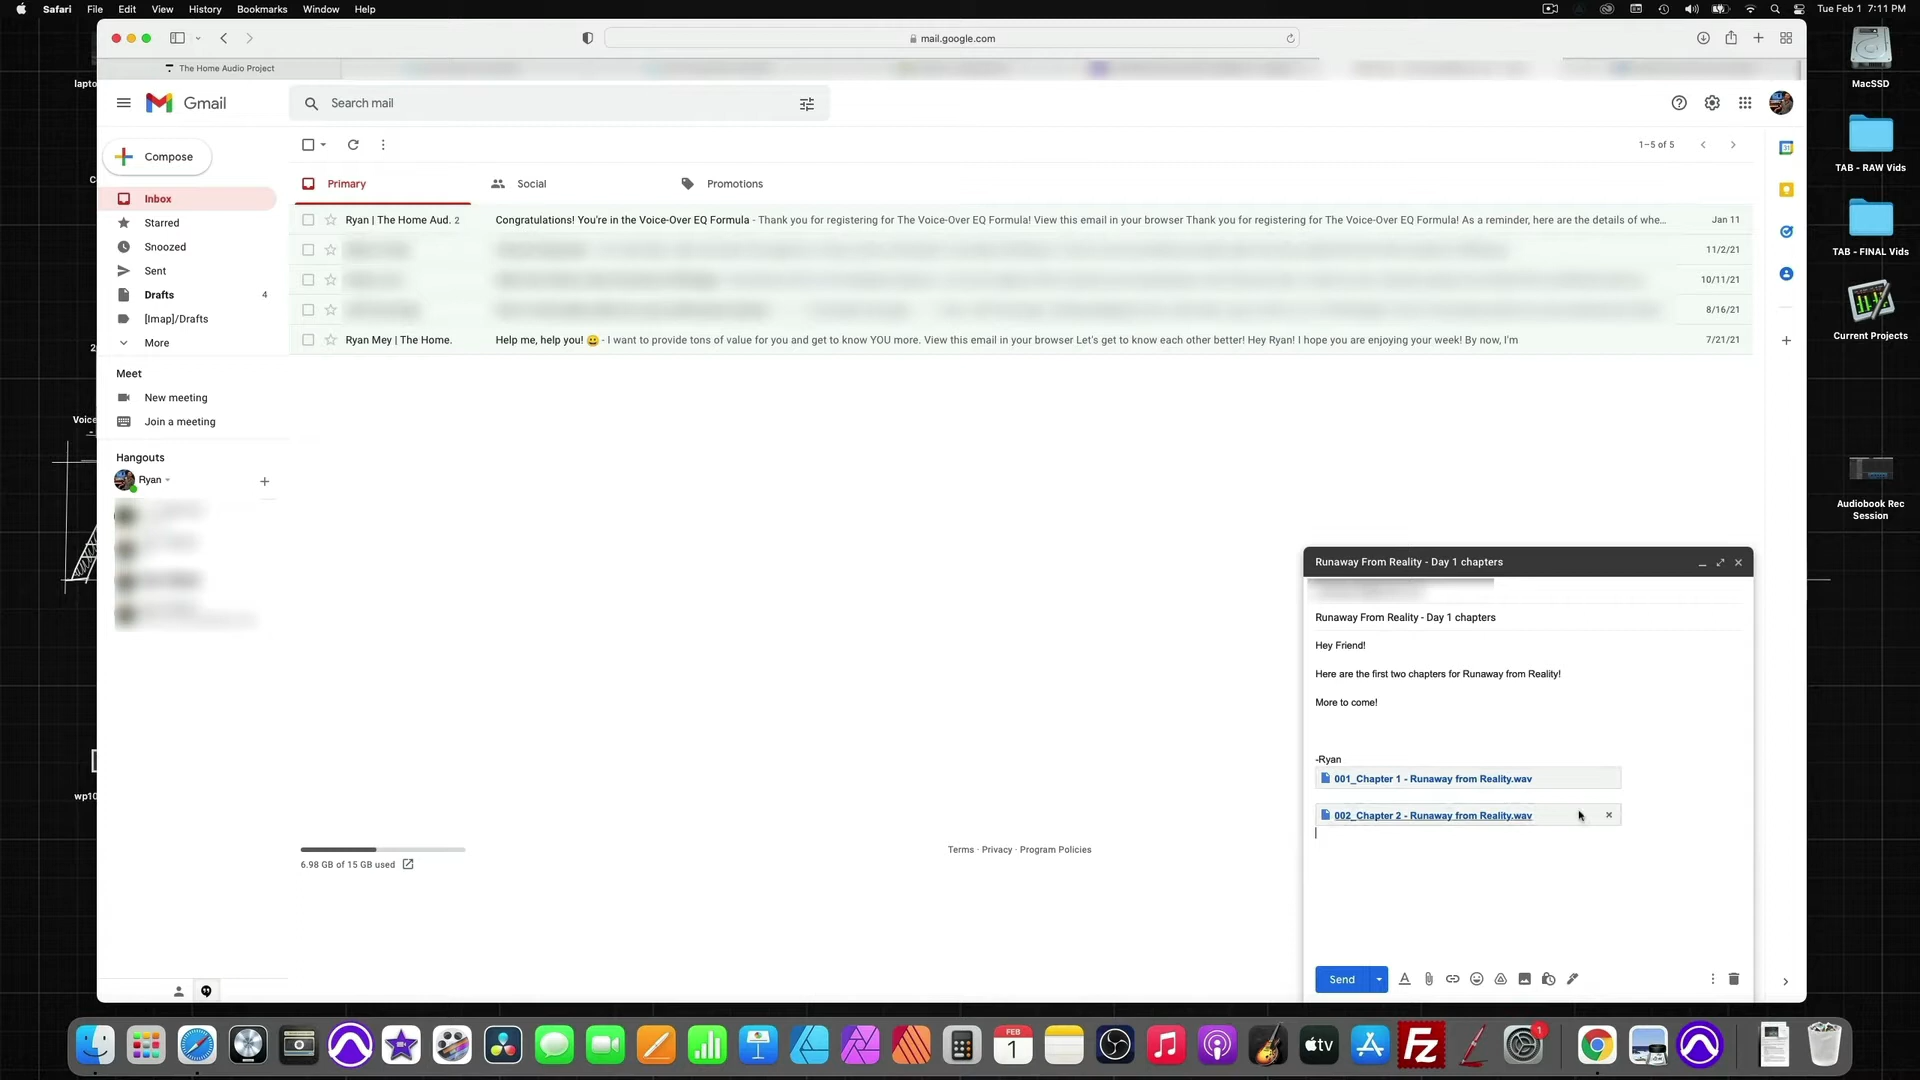 Safari File Edit View History Bookmarks Window Help
Tue Feb 1 7:11 PM
mail.google.com
The Home Audio Project
Gmail
Search mail
Compose
1–5 of 5
Inbox
Starred
Snoozed
Sent
Drafts 4
[Imap]/Drafts
More
Primary
Social
Promotions
Ryan | The Home Aud. 2 Congratulations! You're in the Voice-Over EQ Formula - Thank you for registering for The Voice-Over EQ Formula! View this email in your browser Thank you for registering for The Voice-Over EQ Formula! As a reminder, here are the details of whe... Jan 11
11/2/21
10/11/21
8/16/21
Ryan Mey | The Home. Help me, help you! 😀 - I want to provide tons of value for you and get to know YOU more. View this email in your browser Let's get to know each other better! Hey Ryan! I hope you are enjoying your week! By now, I'm 7/21/21
Meet
New meeting
Join a meeting
Hangouts
Ryan
6.98 GB of 15 GB used
Terms · Privacy · Program Policies
Runaway From Reality - Day 1 chapters
Runaway From Reality - Day 1 chapters
Hey Friend!
Here are the first two chapters for Runaway from Reality!
More to come!
-Ryan
001_Chapter 1 - Runaway from Reality.wav
002_Chapter 2 - Runaway from Reality.wav
Send
MacSSD
TAB - RAW Vids
TAB - FINAL Vids
Current Projects
Audiobook Rec
Session
lapto
Voice
wp10
FEB
1
tv
Fz
1